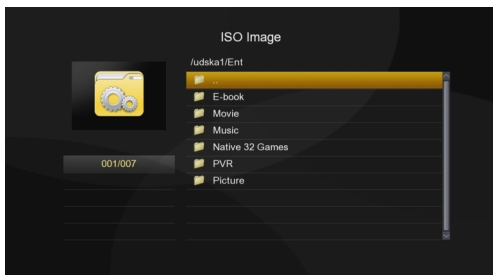 ISO Image
/udska1/Ent
..
E-book
Movie
Music
Native 32 Games
001/007
PVR
Picture